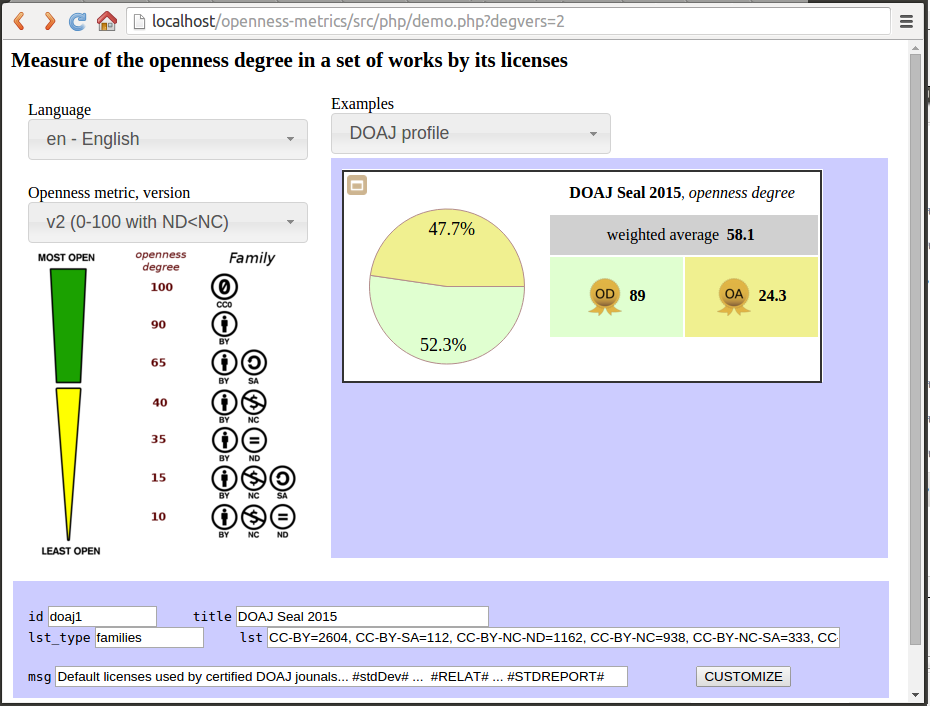 localhost/openness-metrics/src/php/demo.php?degvers=2
Measure of the openness degree in a set of works by its licenses
Language
en - English
Openness metric, version
v2 (0-100 with ND<NC)
MOST OPEN
openness
degree
Family
100
0
CC0
90
BY
65
BY SA
40
BY NC
35
BY ND
15
BY NC SA
10
BY NC ND
LEAST OPEN
Examples
DOAJ profile
DOAJ Seal 2015, openness degree
47.7%
52.3%
weighted average 58.1
OD 89
OA 24.3
id doaj1 title DOAJ Seal 2015
lst_type families lst CC-BY=2604, CC-BY-SA=112, CC-BY-NC-ND=1162, CC-BY-NC=938, CC-BY-NC-SA=333, CC-
msg Default licenses used by certified DOAJ jounals... #stdDev# ... #RELAT# ... #STDREPORT#
CUSTOMIZE